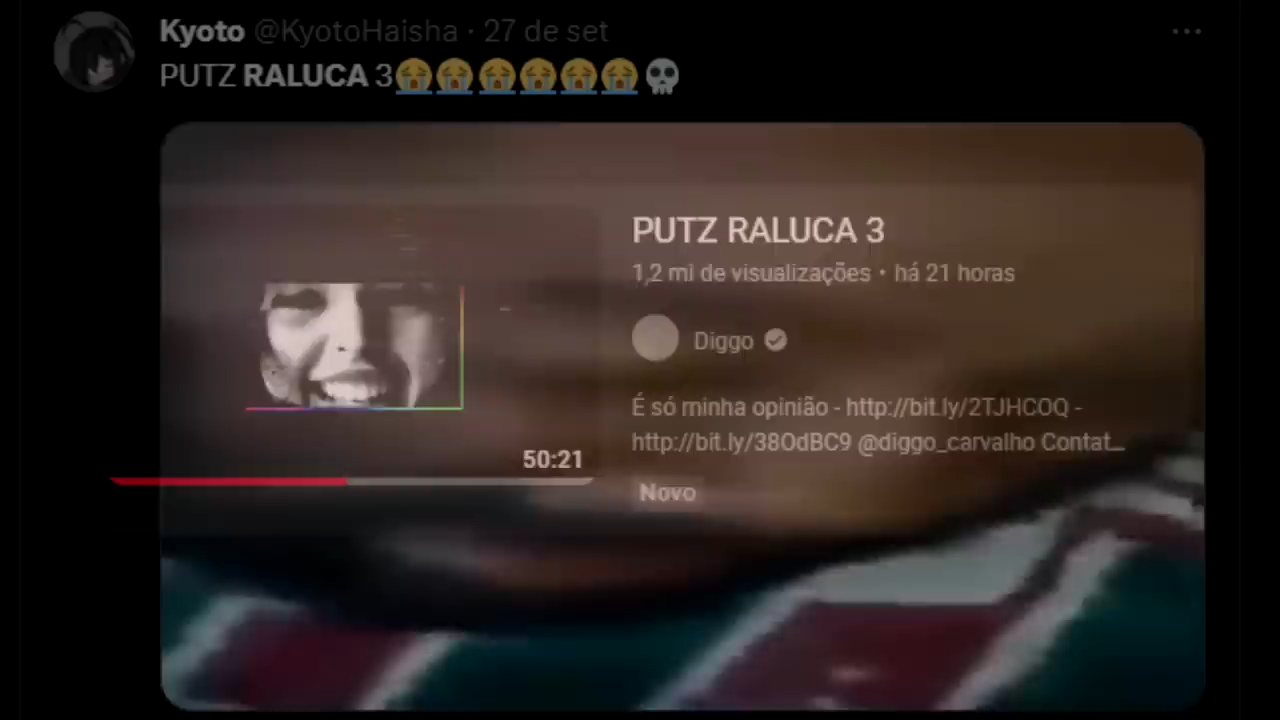 Kyoto @KyotoHaisha · 27 de set
PUTZ RALUCA 3😭😭😭😭😭😭💀
PUTZ RALUCA 3
1,2 mi de visualizações • há 21 horas
Diggo
É só minha opinião - http://bit.ly/2TJHCOQ -
http://bit.ly/38OdBC9 @diggo_carvalho Contat...
50:21
Novo